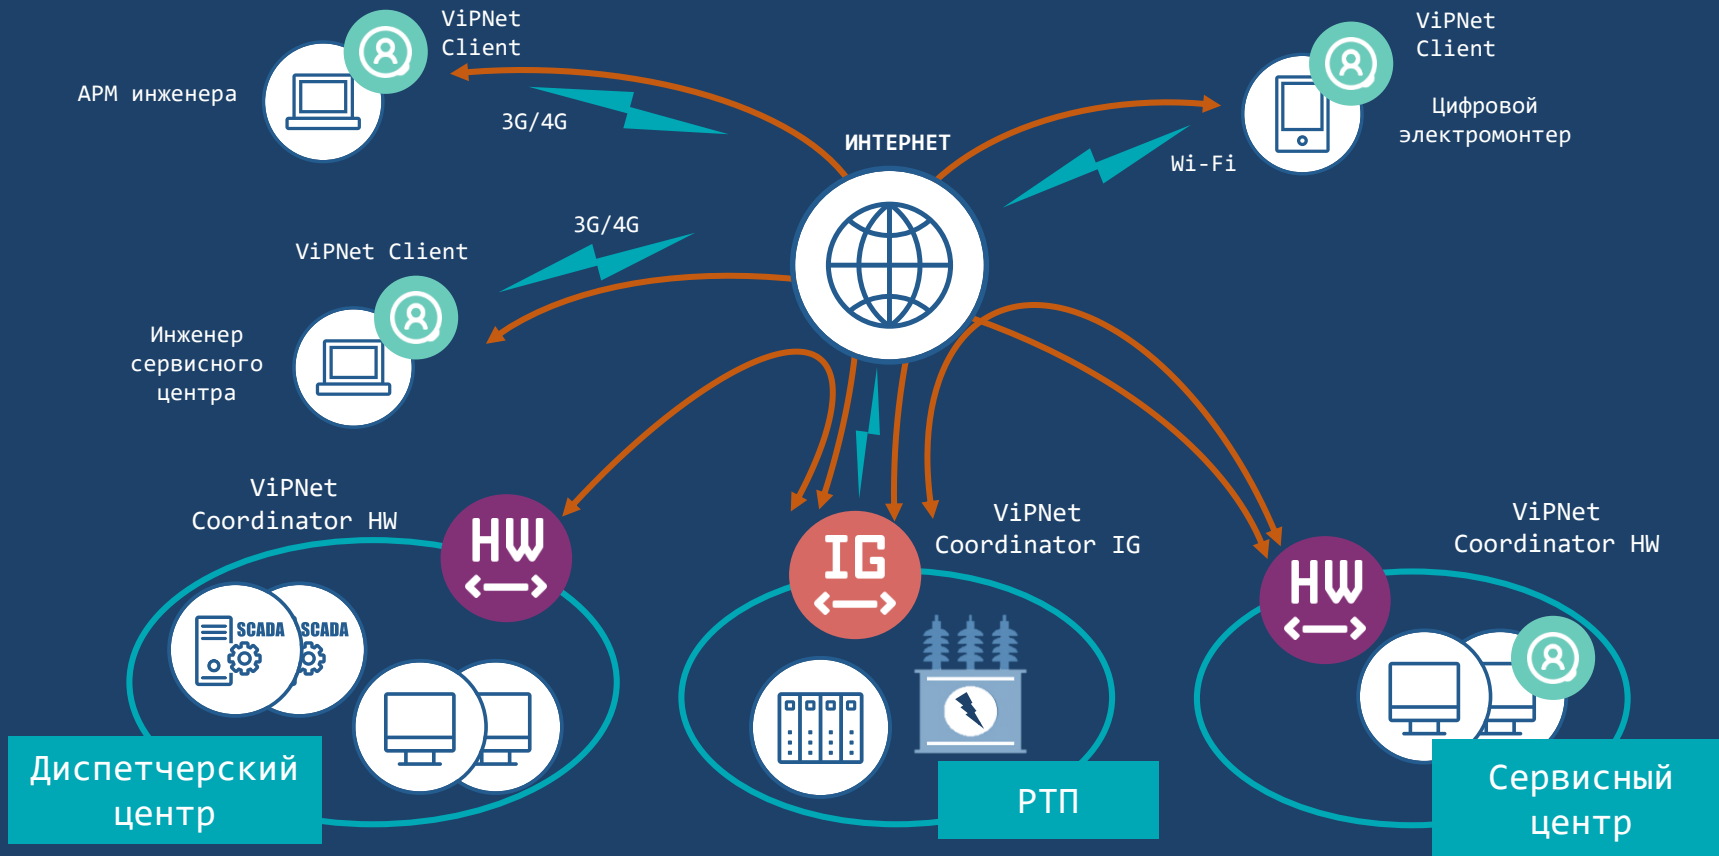 ViPNet
Client
АРМ инженера
3G/4G
ИНТЕРНЕТ
ViPNet
Client
Цифровой
электромонтер
Wi-Fi
3G/4G
ViPNet Client
Инженер
сервисного
центра
ViPNet
Coordinator HW
HW
SCADA
SCADA
Диспетчерский
центр
IG
ViPNet
Coordinator IG
РТП
ViPNet
Coordinator HW
HW
Сервисный
центр